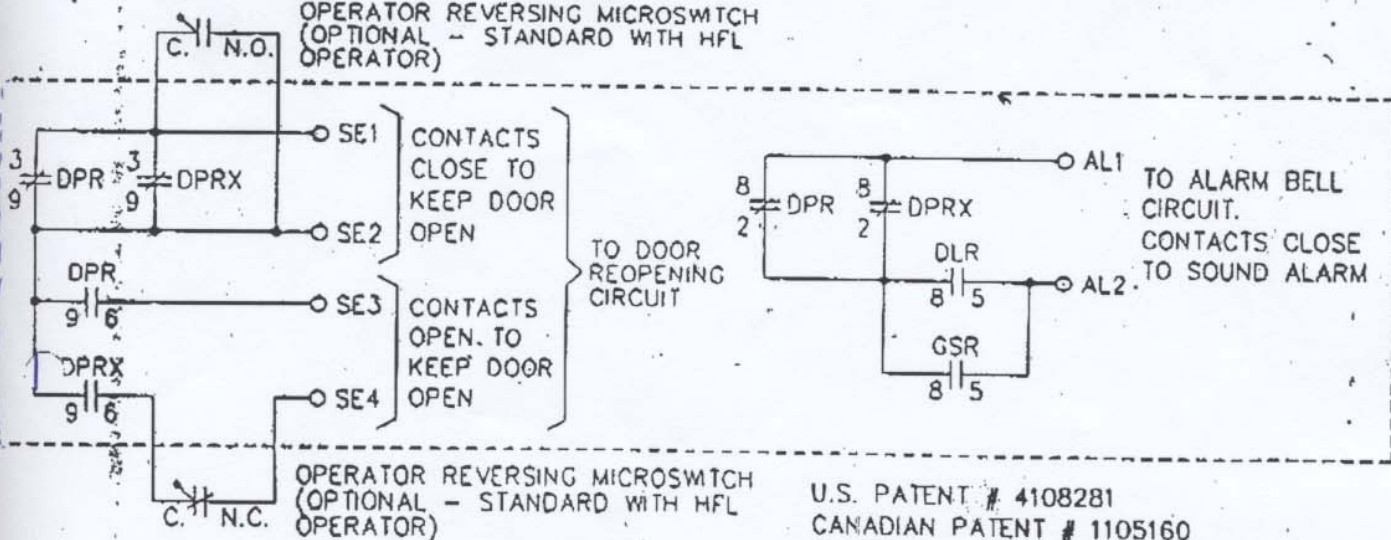 OPERATOR REVERSING MICROSWITCH
(OPTIONAL - STANDARD WITH HFL
OPERATOR)
C. N.O.
SE1
CONTACTS
CLOSE TO
KEEP DOOR
OPEN
3
9
DPR
3
9
DPRX
SE2
DPR
9 6
SE3
CONTACTS
OPEN. TO
KEEP DOOR
OPEN
DPRX
9 6
SE4
TO DOOR
REOPENING
CIRCUIT
C. N.C.
OPERATOR REVERSING MICROSWITCH
(OPTIONAL - STANDARD WITH HFL
OPERATOR)
8
2
DPR
8
2
DPRX
AL1
DLR
8 5
AL2.
GSR
8 5
TO ALARM BELL
CIRCUIT.
CONTACTS CLOSE
TO SOUND ALARM
U.S. PATENT # 4108281
CANADIAN PATENT # 1105160